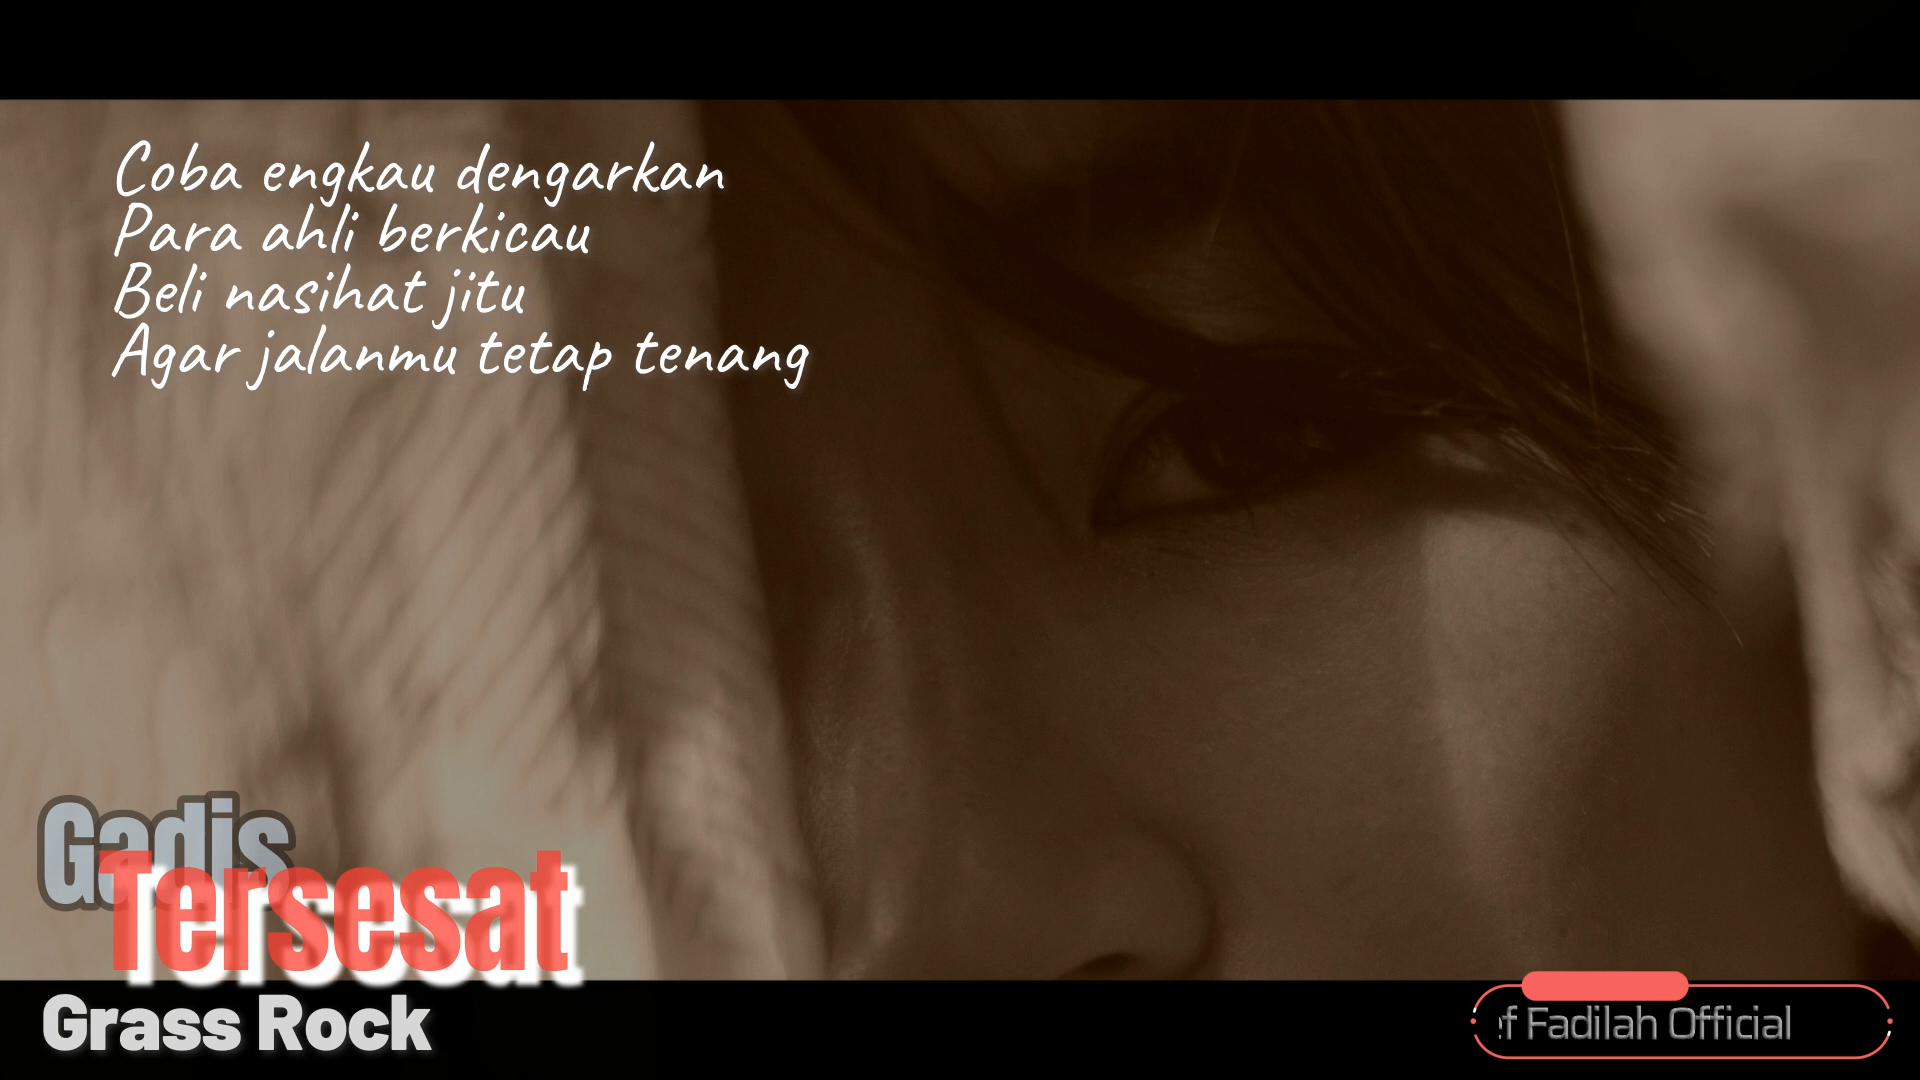 Coba engkau dengarkan
Para ahli berkicau
Beli nasihat jitu
Agar jalanmu tetap tenang
Gadis
Tersesat
Grass Rock
f Fadilah Official